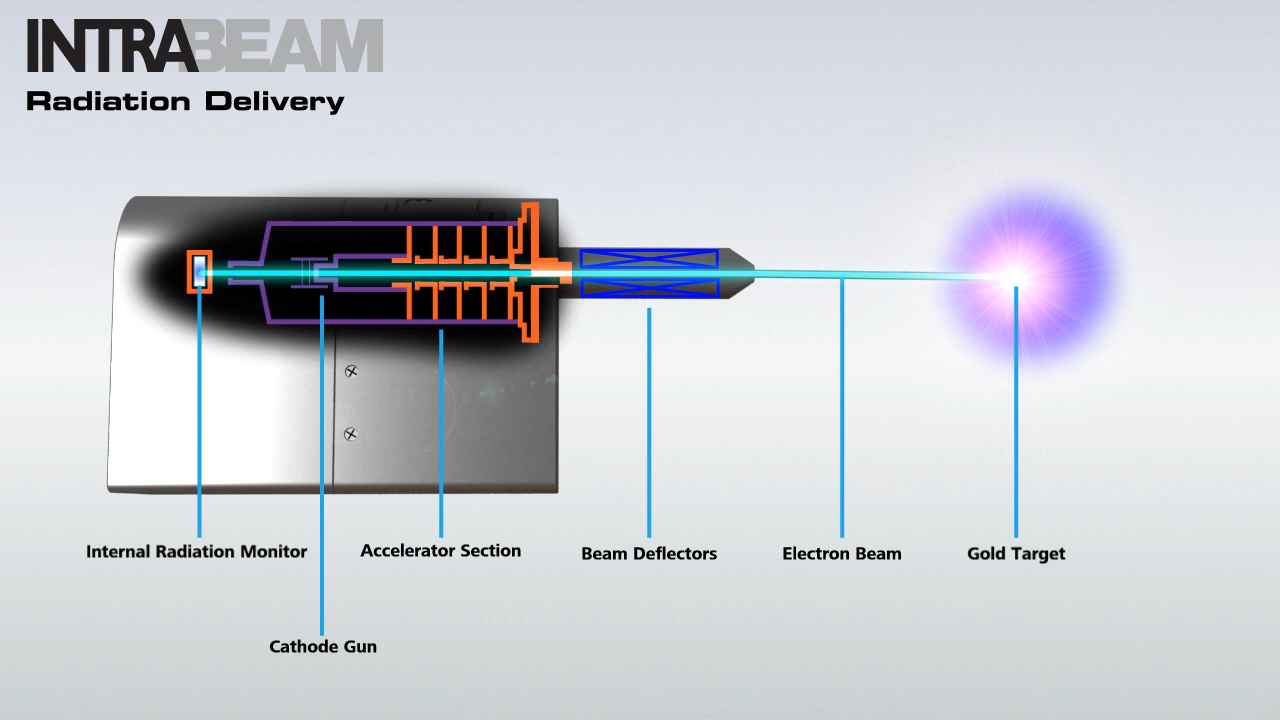 INTRABEAM
Radiation Delivery
Internal Radiation Monitor
Accelerator Section
Beam Deflectors
Electron Beam
Gold Target
Cathode Gun